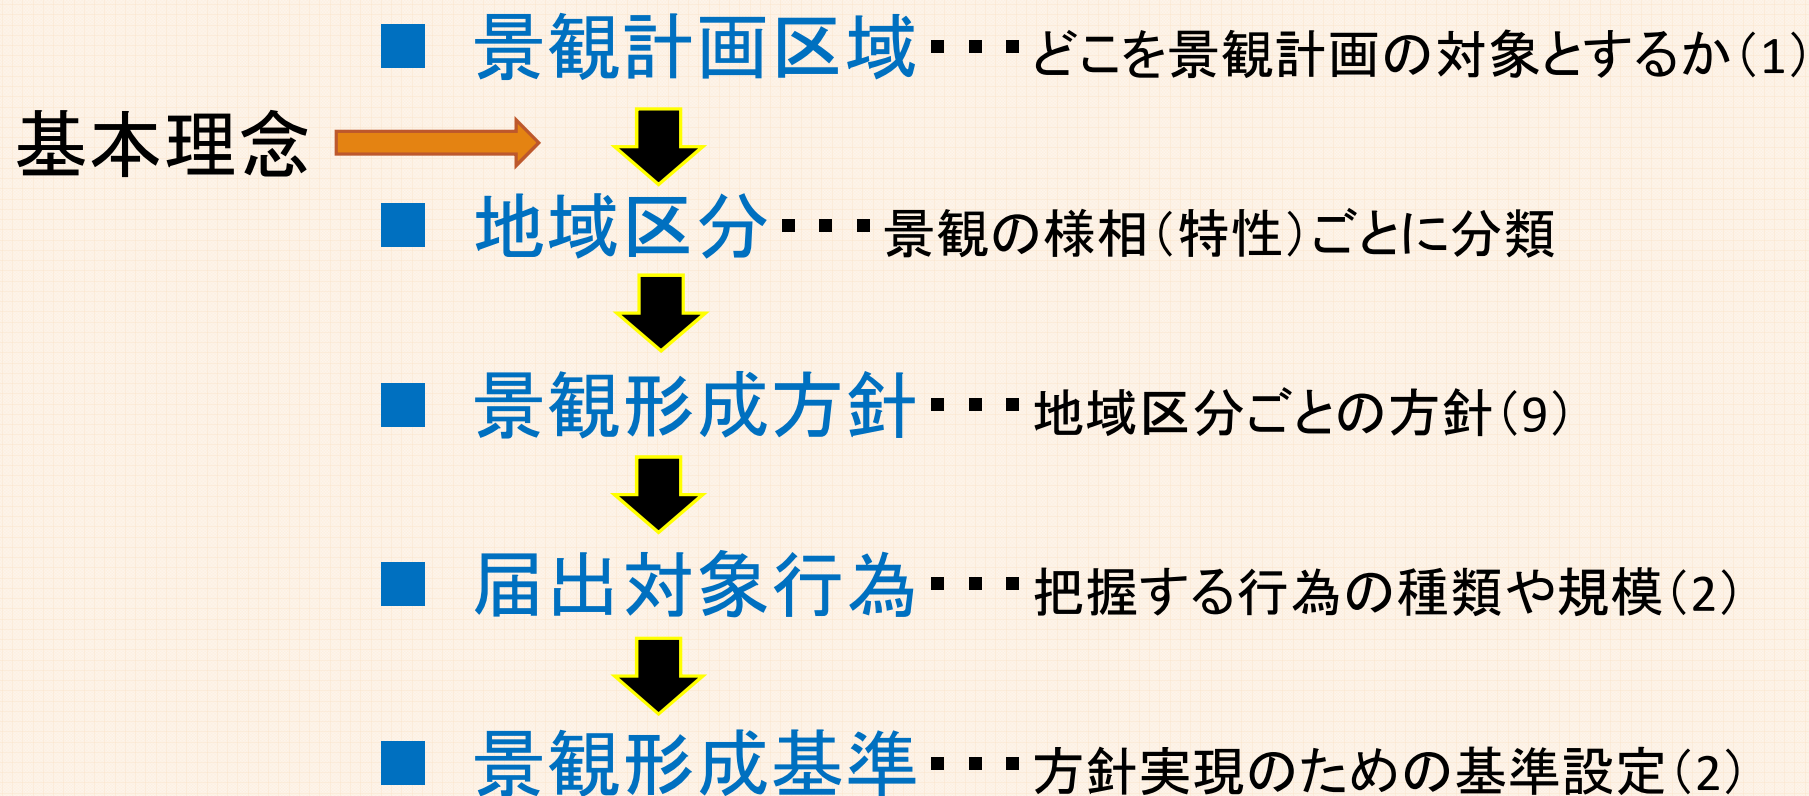 ■ 景観計画区域・・・どこを景観計画の対象とするか(1)
基本理念
■ 地域区分・・・景観の様相(特性)ごとに分類
■ 景観形成方針・・・地域区分ごとの方針(9)
■ 届出対象行為・・・把握する行為の種類や規模(2)
■ 景観形成基準・・・方針実現のための基準設定(2)